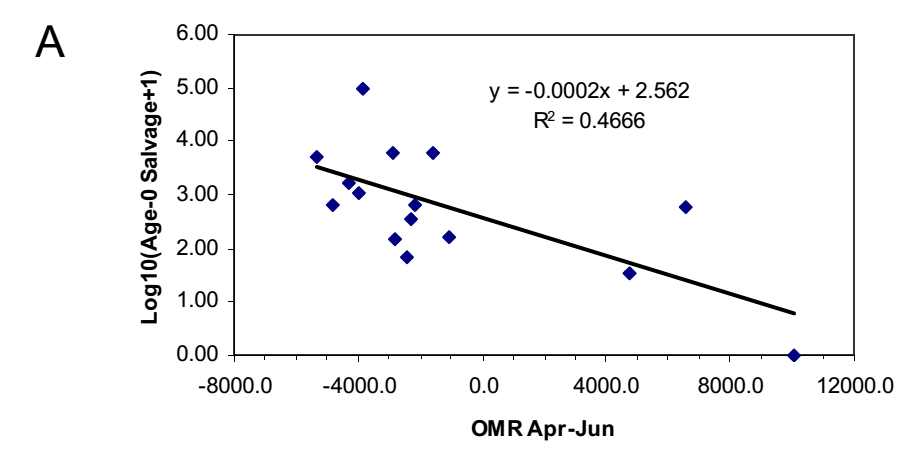 A
6.00
5.00
4.00
3.00
2.00
1.00
0.00
Log10(Age-0 Salvage+1)
y = -0.0002x + 2.562
R² = 0.4666
-8000.0 -4000.0 0.0 4000.0 8000.0 12000.0
OMR Apr-Jun